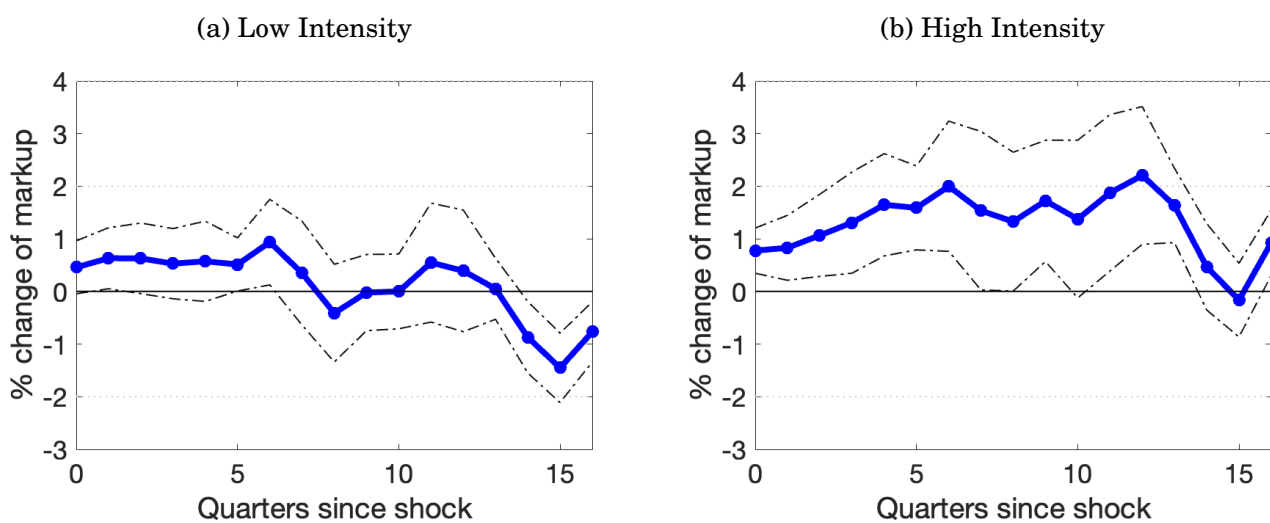 (a) Low Intensity
4
3
2
1
0
-1
-2
-3
% change of markup
0 5 10 15
Quarters since shock
(b) High Intensity
4
3
2
1
0
-1
-2
-3
% change of markup
0 5 10 15
Quarters since shock